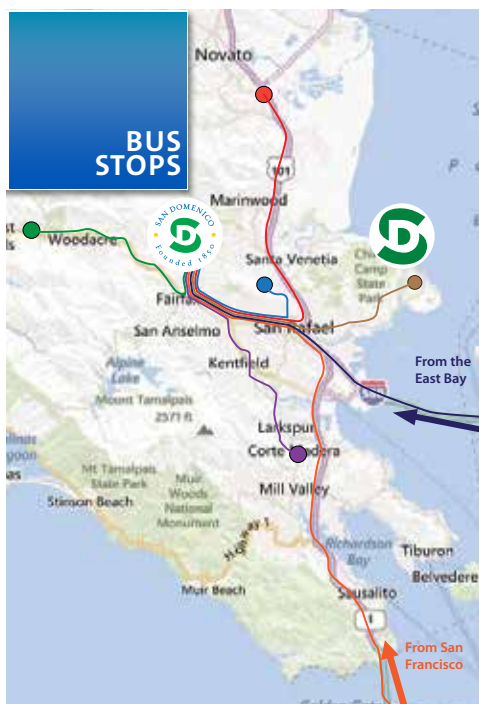 BUS
STOPS
Novato
101
Marinwood
SAN DOMENICO
Founded 1850
SD
Woodacre
Santa Venetia
Camp
State
Park
Fairfax
San Anselmo
San Rafael
Kentfield
From the
East Bay
Alpine
Lake
Mount Tamalpais
2571 ft
Larkspur
Corte Madera
Mt Tamalpais
State Park
Muir
Woods
National
Monument
Mill Valley
Stinson Beach
Hwy 1
Richardson
Bay
Tiburon
Belvedere
Muir Beach
Sausalito
1
From San
Francisco